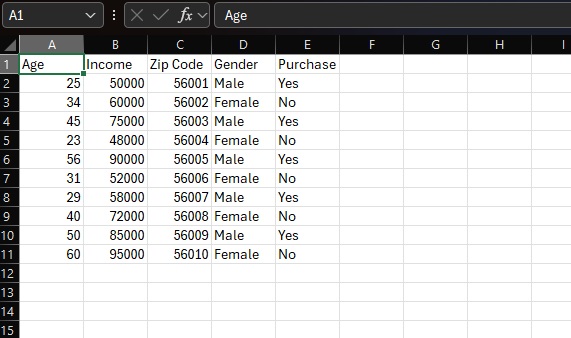 A1 fx Age
A B C D E F G H I
1 Age Income Zip Code Gender Purchase
2 25 50000 56001 Male Yes
3 34 60000 56002 Female No
4 45 75000 56003 Male Yes
5 23 48000 56004 Female No
6 56 90000 56005 Male Yes
7 31 52000 56006 Female No
8 29 58000 56007 Male Yes
9 40 72000 56008 Female No
10 50 85000 56009 Male Yes
11 60 95000 56010 Female No
12
13
14
15